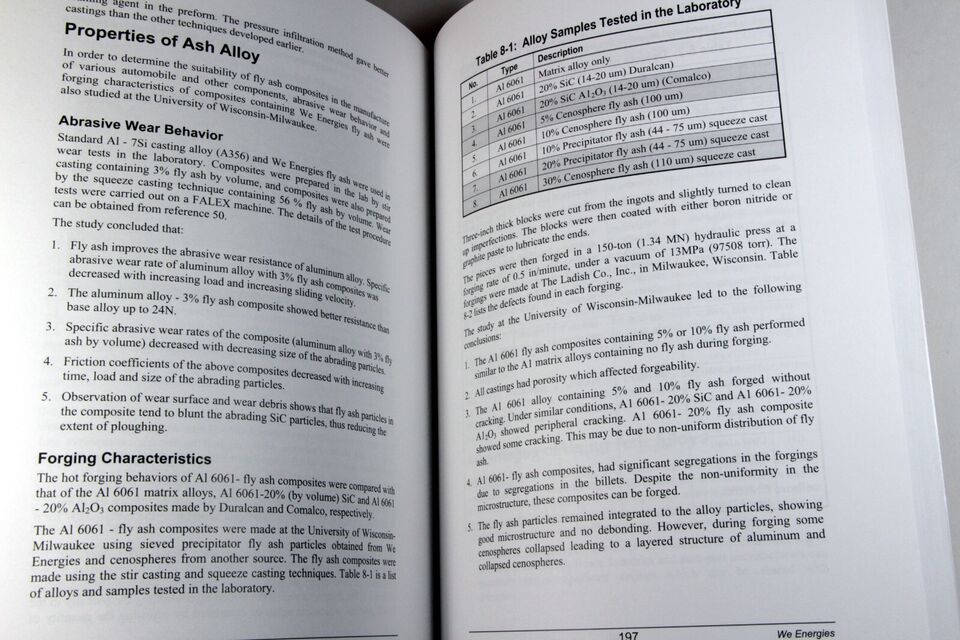 agent in the preform. The pressure infiltration method gave better
castings than the other techniques developed earlier.
Properties of Ash Alloy
In order to determine the suitability of fly ash composites in the manufacture
of various automobile and other components, abrasive wear behavior and
forging characteristics of composites containing We Energies fly ash were
also studied at the University of Wisconsin-Milwaukee.
Abrasive Wear Behavior
Standard Al - 7Si casting alloy (A356) and We Energies fly ash were used in
wear tests in the laboratory. Composites were prepared in the lab by stir
casting containing 3% fly ash by volume, and composites were also prepared
by the squeeze casting technique containing 56 % fly ash by volume. Wear
tests were carried out on a FALEX machine. The details of the test procedure
can be obtained from reference 50.
The study concluded that:
1. Fly ash improves the abrasive wear resistance of aluminum alloy. Specific
abrasive wear rate of aluminum alloy with 3% fly ash composites was
decreased with increasing load and increasing sliding velocity.
2. The aluminum alloy - 3% fly ash composite showed better resistance than
base alloy up to 24N.
3. Specific abrasive wear rates of the composite (aluminum alloy with 3% fly
ash by volume) decreased with decreasing size of the abrading particles.
4. Friction coefficients of the above composites decreased with increasing
time, load and size of the abrading particles.
5. Observation of wear surface and wear debris shows that fly ash particles in
the composite tend to blunt the abrading SiC particles, thus reducing the
extent of ploughing.
Forging Characteristics
The hot forging behaviors of Al 6061-fly ash composites were compared with
that of the Al 6061 matrix alloys, Al 6061-20% (by volume) SiC and Al 6061
- 20% Al2O3 composites made by Duralcan and Comalco, respectively.
The Al 6061 - fly ash composites were made at the University of Wisconsin-
Milwaukee using sieved precipitator fly ash particles obtained from We
Energies and cenospheres from another source. The fly ash composites were
made using the stir casting and squeeze casting techniques. Table 8-1 is a list
of alloys and samples tested in the laboratory.
Table 8-1: Alloy Samples Tested in the Laboratory
No. Type Description
1. Al 6061 Matrix alloy only
2. Al 6061 20% SiC (14-20 um) Duralcan)
3. Al 6061 20% SiC Al2O3 (14-20 um) (Comalco)
4. Al 6061 5% Cenosphere fly ash (100 um)
5. Al 6061 10% Cenosphere fly ash (100 um)
6. Al 6061 10% Precipitator fly ash (44 - 75 um) squeeze cast
7. Al 6061 20% Precipitator fly ash (44 - 75 um) squeeze cast
8. Al 6061 30% Cenosphere fly ash (110 um) squeeze cast
Three-inch thick blocks were cut from the ingots and slightly turned to clean
up imperfections. The blocks were then coated with either boron nitride or
graphite paste to lubricate the ends.
The pieces were then forged in a 150-ton (1.34 MN) hydraulic press at a
forging rate of 0.5 in/minute, under a vacuum of 13MPa (97508 torr). The
forgings were made at The Ladish Co., Inc., in Milwaukee, Wisconsin. Table
8-2 lists the defects found in each forging.
The study at the University of Wisconsin-Milwaukee led to the following
conclusions:
1. The Al 6061 fly ash composites containing 5% or 10% fly ash performed
similar to the A1 matrix alloys containing no fly ash during forging.
2. All castings had porosity which affected forgeability.
3. The A1 6061 alloy containing 5% and 10% fly ash forged without
cracking. Under similar conditions, A1 6061- 20% SiC and A1 6061- 20%
Al2O3 showed peripheral cracking. A1 6061- 20% fly ash composite
showed some cracking. This may be due to non-uniform distribution of fly
ash.
4. A1 6061- fly ash composites, had significant segregations in the forgings
due to segregations in the billets. Despite the non-uniformity in the
microstructure, these composites can be forged.
5. The fly ash particles remained integrated to the alloy particles, showing
good microstructure and no debonding. However, during forging some
cenospheres collapsed leading to a layered structure of aluminum and
collapsed cenospheres.
197
We Energies